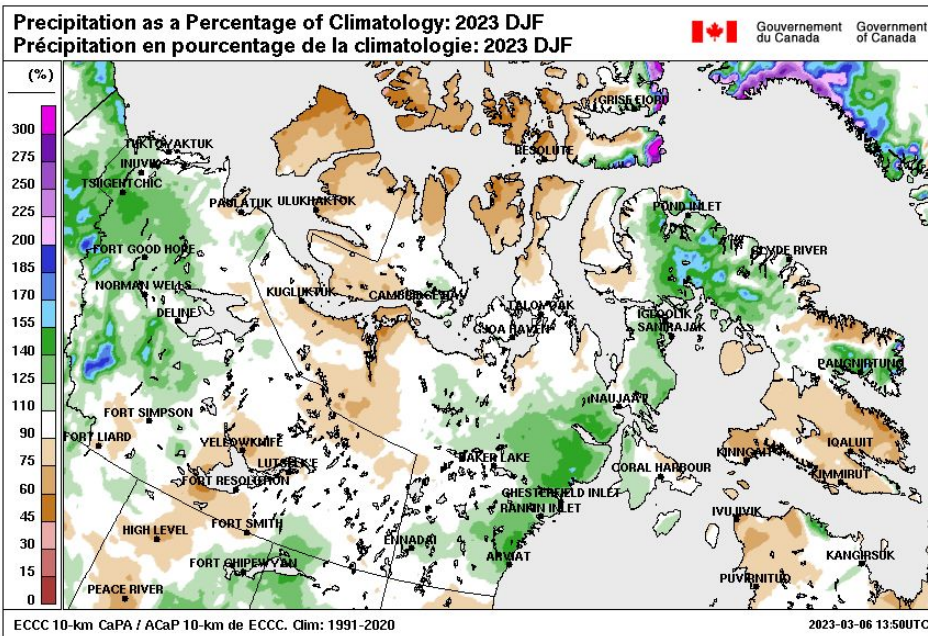 Precipitation as a Percentage of Climatology: 2023 DJF
Précipitation en pourcentage de la climatologie: 2023 DJF
Gouvernement du Canada
Government of Canada
(%)
300
275
250
225
200
185
170
155
140
125
110
90
75
60
45
30
15
0
GRISE FIORD
RESOLUTE
TUKTOYAKTUK
INUVIK
TSIIGEHTCHIC
PAULATUK
ULUKHAKTOK
POND INLET
CLYDE RIVER
FORT GOOD HOPE
NORMAN WELLS
DELINE
KUGLUKTUK
CAMBRIDGE BAY
TALOYOAK
GJOA HAVEN
IGLOOLIK
SANIRAJAK
PANGNIRTUNG
NAUJAAT
FORT SIMPSON
FORT LIARD
YELLOWKNIFE
LUTSELK'E
FORT RESOLUTION
BAKER LAKE
CORAL HARBOUR
KINNGAIT
IQALUIT
KIMMIRUT
CHESTERFIELD INLET
RANKIN INLET
IVUJIVIK
HIGH LEVEL
FORT SMITH
ENNADAI
ARVIAT
KANGIRSUK
FORT CHIPEWYAN
PUVIRNITUQ
PEACE RIVER
ECCC 10-km CaPA / ACaP 10-km de ECCC. Clim: 1991-2020
2023-03-06 13:50UTC